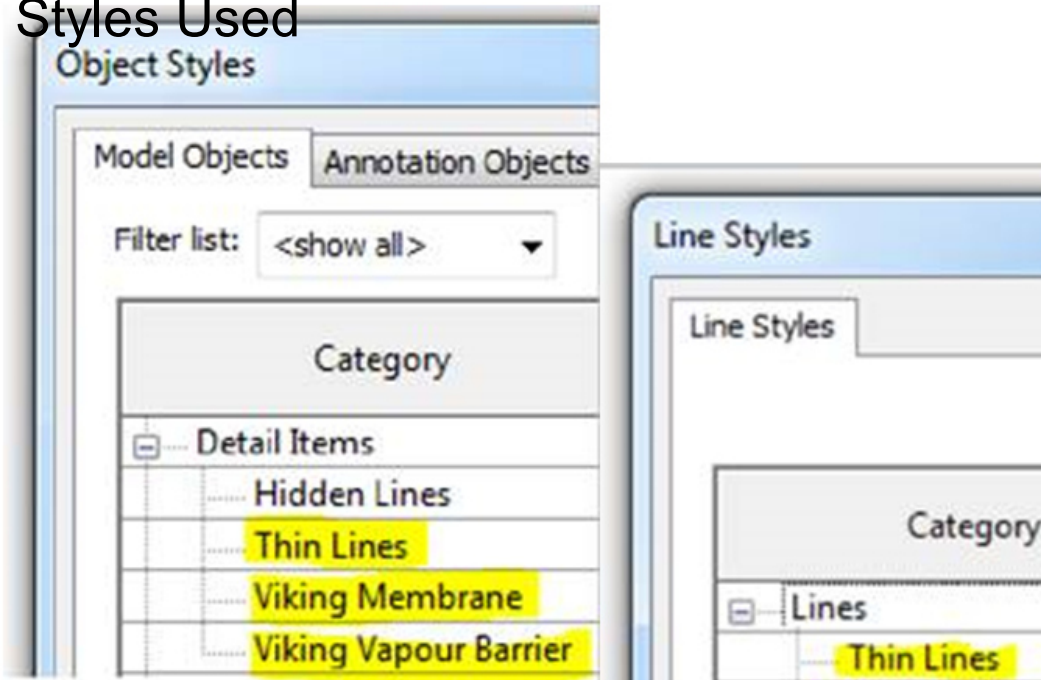 Styles Used
Object Styles
Model Objects
Annotation Objects
Filter list:
<show all>
Category
Detail Items
Hidden Lines
Thin Lines
Viking Membrane
Viking Vapour Barrier
Line Styles
Line Styles
Category
Lines
Thin Lines